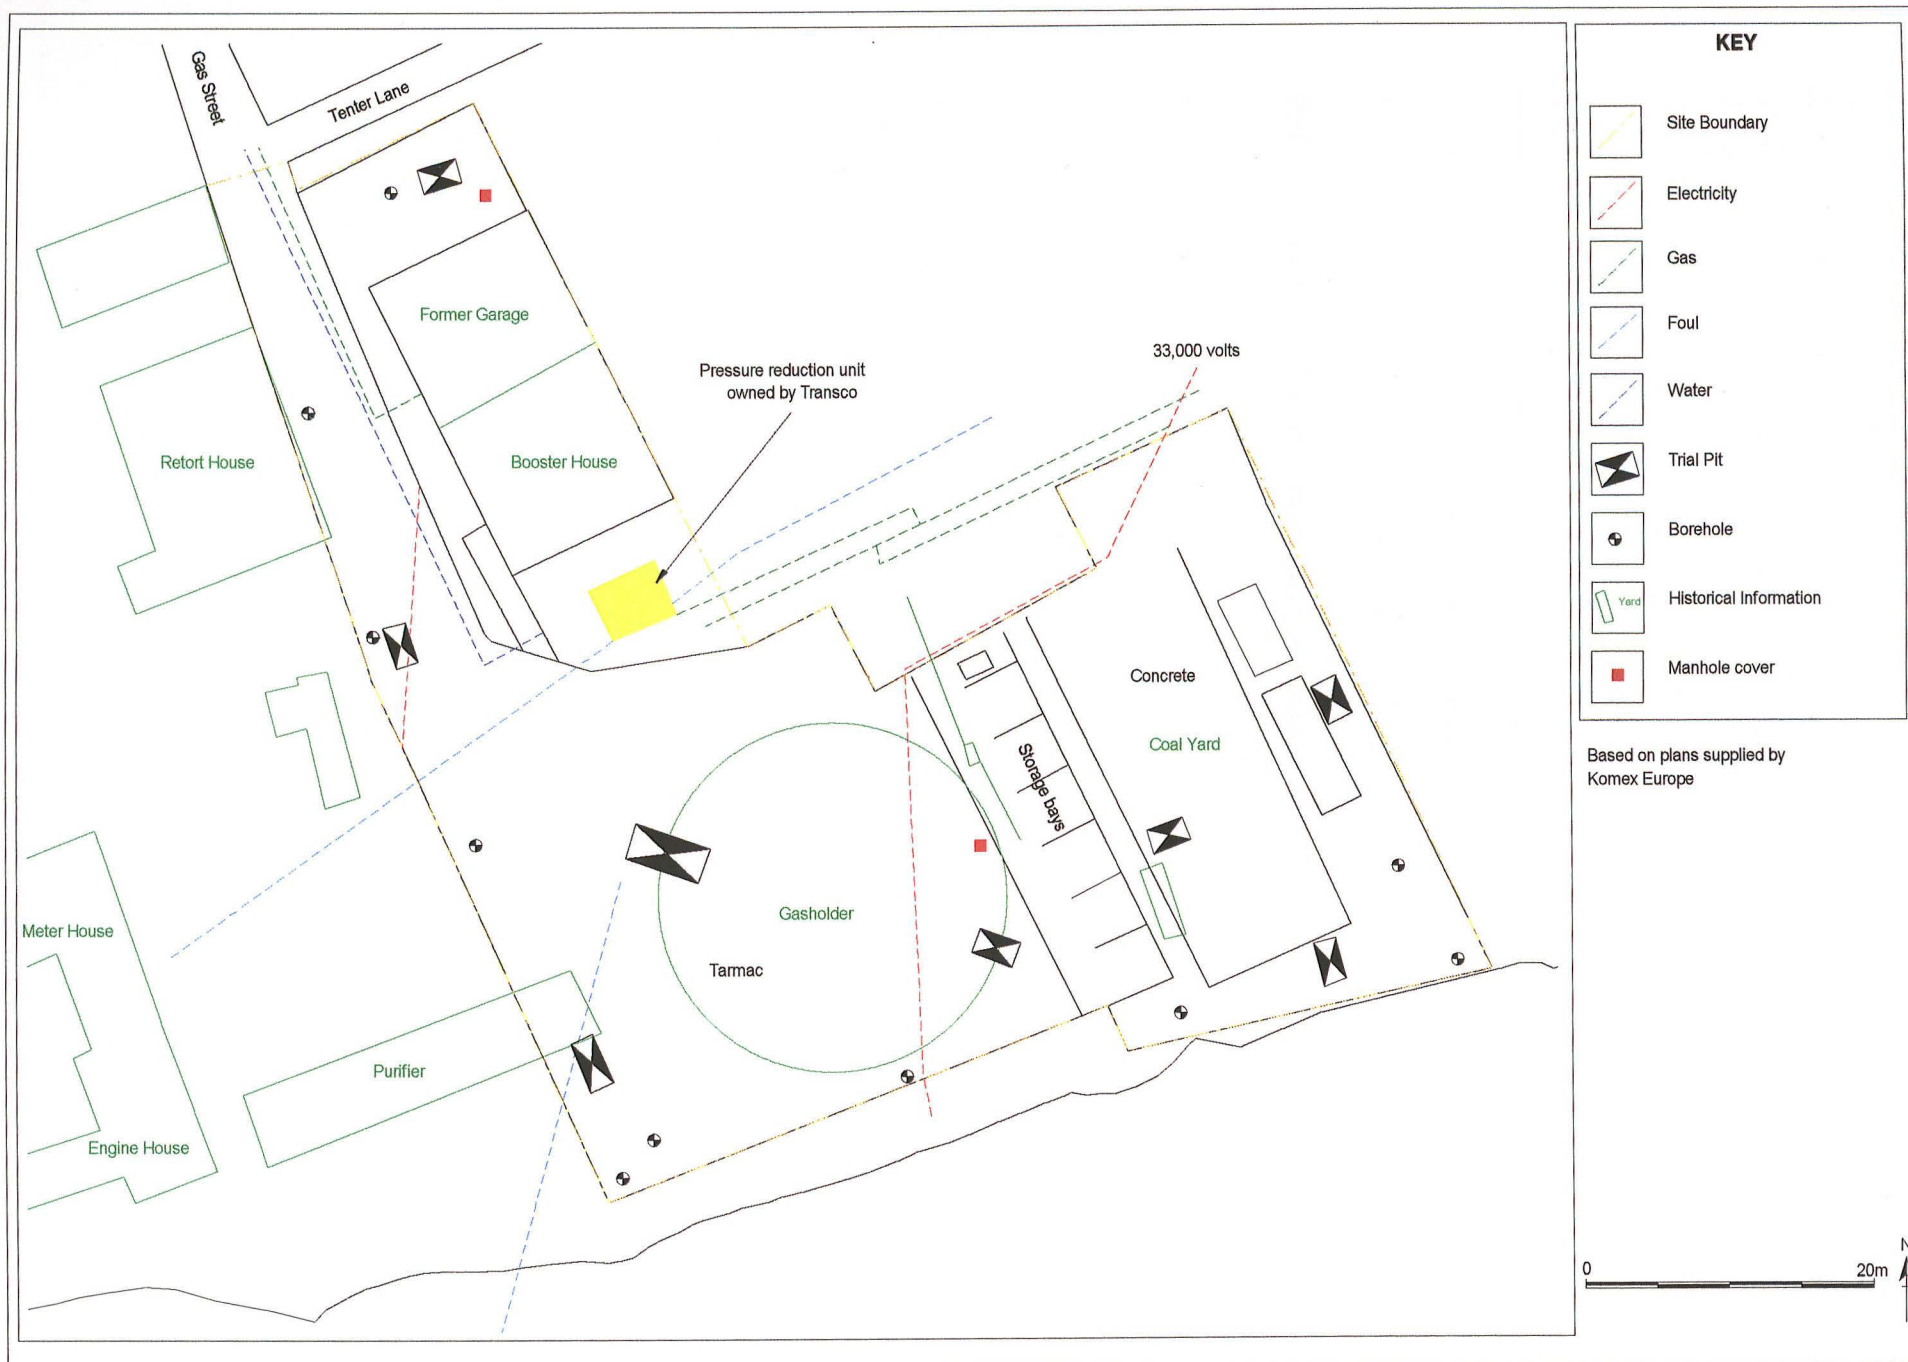 Gas Street
Tenter Lane
Former Garage
Retort House
Booster House
Pressure reduction unit
owned by Transco
33,000 volts
Concrete
Coal Yard
Storage bays
Gasholder
Tarmac
Meter House
Purifier
Engine House
KEY
Site Boundary
Electricity
Gas
Foul
Water
Trial Pit
Borehole
Yard
Historical Information
Manhole cover
Based on plans supplied by
Komex Europe
0
20m
N